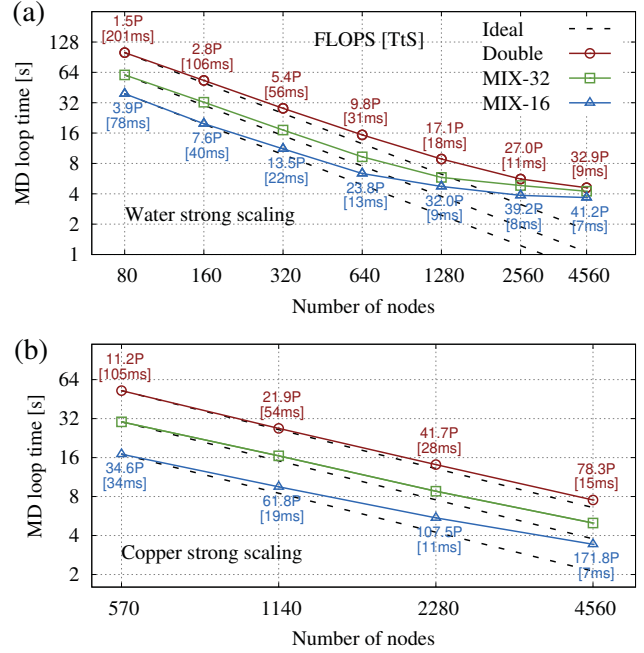 (a)
MD loop time [s]
128
64
32
16
8
4
2
1
FLOPS [TtS]
Ideal
Double
MIX-32
MIX-16
1.5P
[201ms]
2.8P
[106ms]
5.4P
[56ms]
9.8P
[31ms]
17.1P
[18ms]
27.0P
[11ms]
32.9P
[9ms]
3.9P
[78ms]
7.6P
[40ms]
13.5P
[22ms]
23.8P
[13ms]
32.0P
[9ms]
39.2P
[8ms]
41.2P
[7ms]
Water strong scaling
80 160 320 640 1280 2560 4560
Number of nodes
(b)
MD loop time [s]
64
32
16
8
4
2
11.2P
[105ms]
21.9P
[54ms]
41.7P
[28ms]
78.3P
[15ms]
34.6P
[34ms]
61.8P
[19ms]
107.5P
[11ms]
171.8P
[7ms]
Copper strong scaling
570 1140 2280 4560
Number of nodes